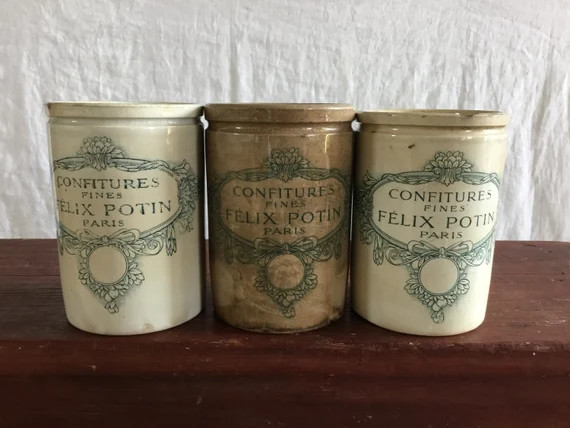 CONFITURES
FINES
FÉLIX POTIN
PARIS
CONFITURES
FINES
FÉLIX POTIN
PARIS
CONFITURES
FINES
FÉLIX POTIN
PARIS